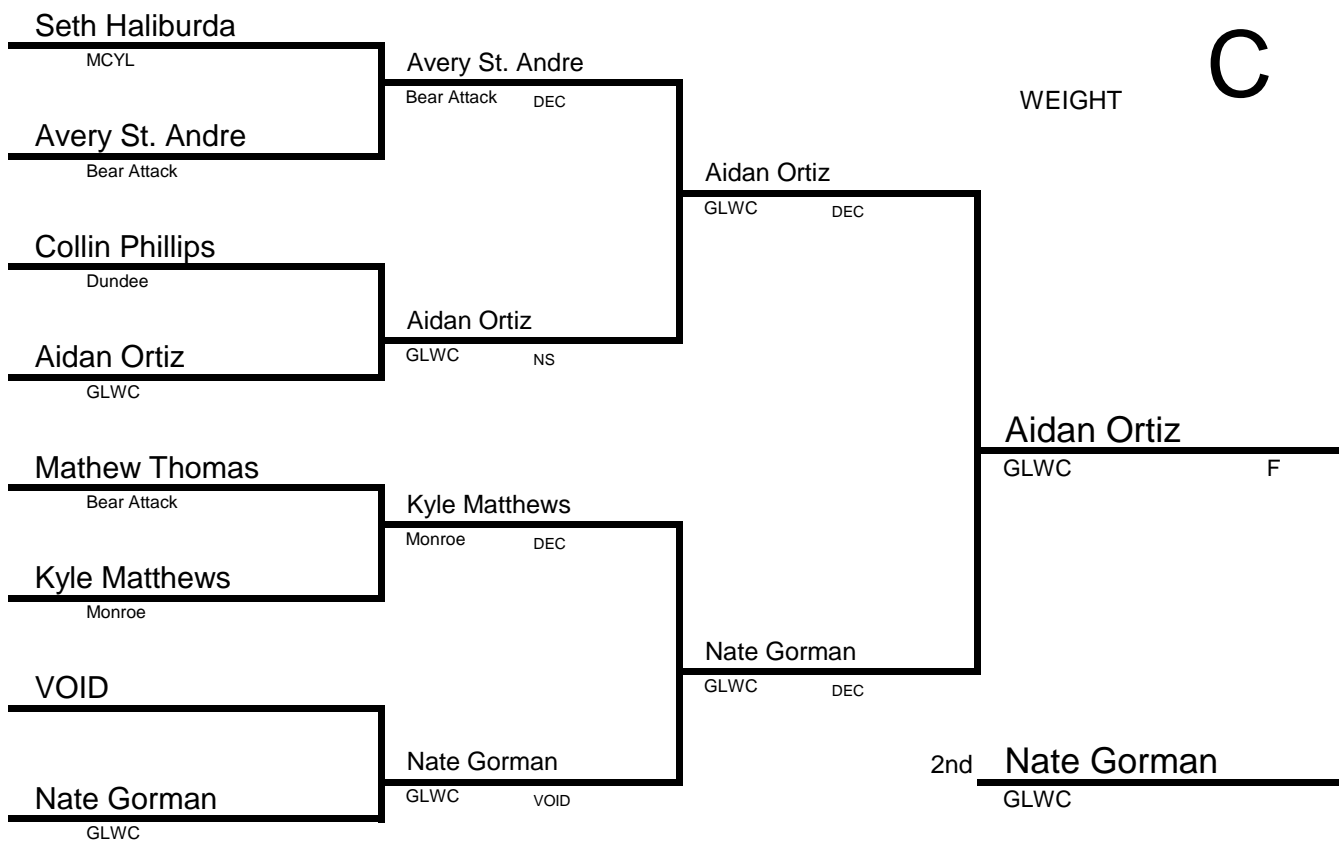 Seth Haliburda
MCYL
Avery St. Andre
Bear Attack
Collin Phillips
Dundee
Aidan Ortiz
GLWC
Mathew Thomas
Bear Attack
Kyle Matthews
Monroe
VOID
Nate Gorman
GLWC
Avery St. Andre
Bear Attack DEC
Aidan Ortiz
GLWC NS
Kyle Matthews
Monroe DEC
Nate Gorman
GLWC VOID
Aidan Ortiz
GLWC DEC
Nate Gorman
GLWC DEC
C
WEIGHT
Aidan Ortiz
GLWC F
2nd Nate Gorman
GLWC